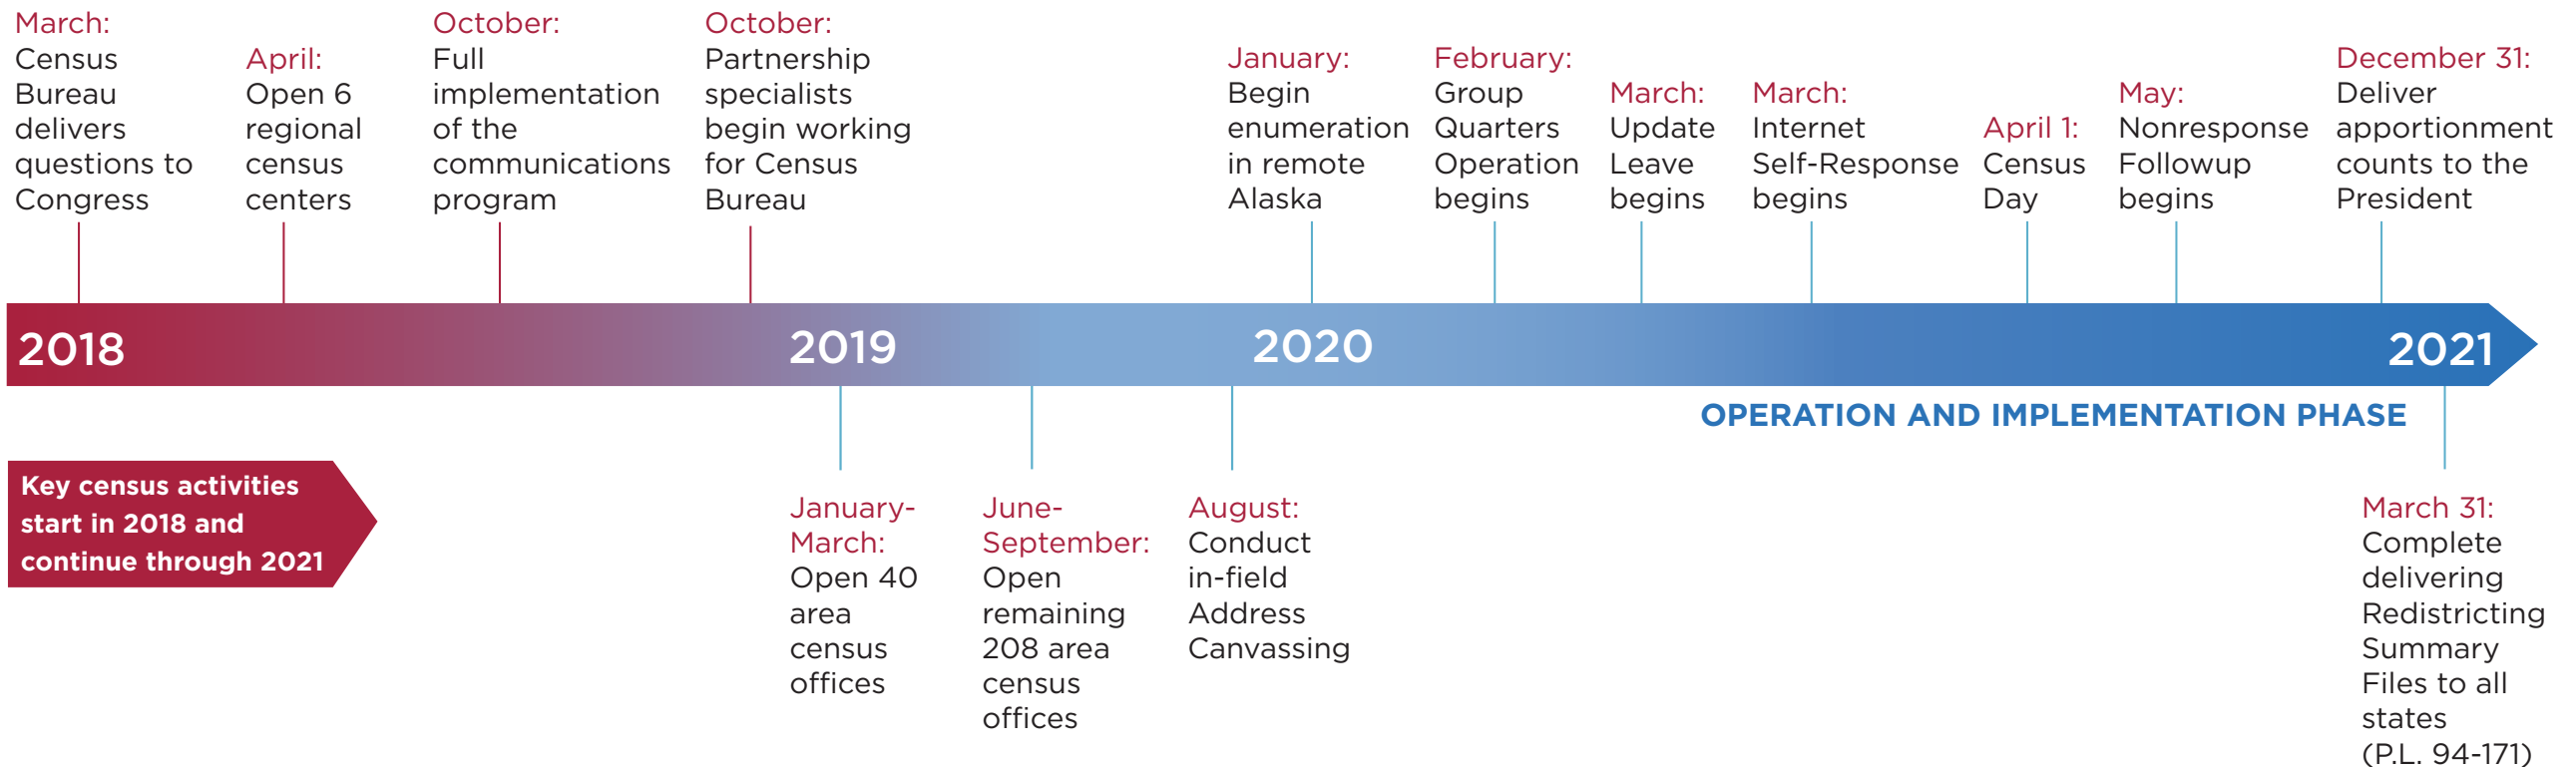 March:
Census
Bureau
delivers
questions to
Congress
April:
Open 6
regional
census
centers
October:
Full
implementation
of the
communications
program
October:
Partnership
specialists
begin working
for Census
Bureau
January:
Begin
enumeration
in remote
Alaska
February:
Group
Quarters
Operation
begins
March:
Update
Leave
begins
March:
Internet
Self-Response
begins
April 1:
Census
Day
May:
Nonresponse
Followup
begins
December 31:
Deliver
apportionment
counts to the
President
2018
2019
2020
2021
OPERATION AND IMPLEMENTATION PHASE
Key census activities
start in 2018 and
continue through 2021
January-
March:
Open 40
area
census
offices
June-
September:
Open
remaining
208 area
census
offices
August:
Conduct
in-field
Address
Canvassing
March 31:
Complete
delivering
Redistricting
Summary
Files to all
states
(P.L. 94-171)